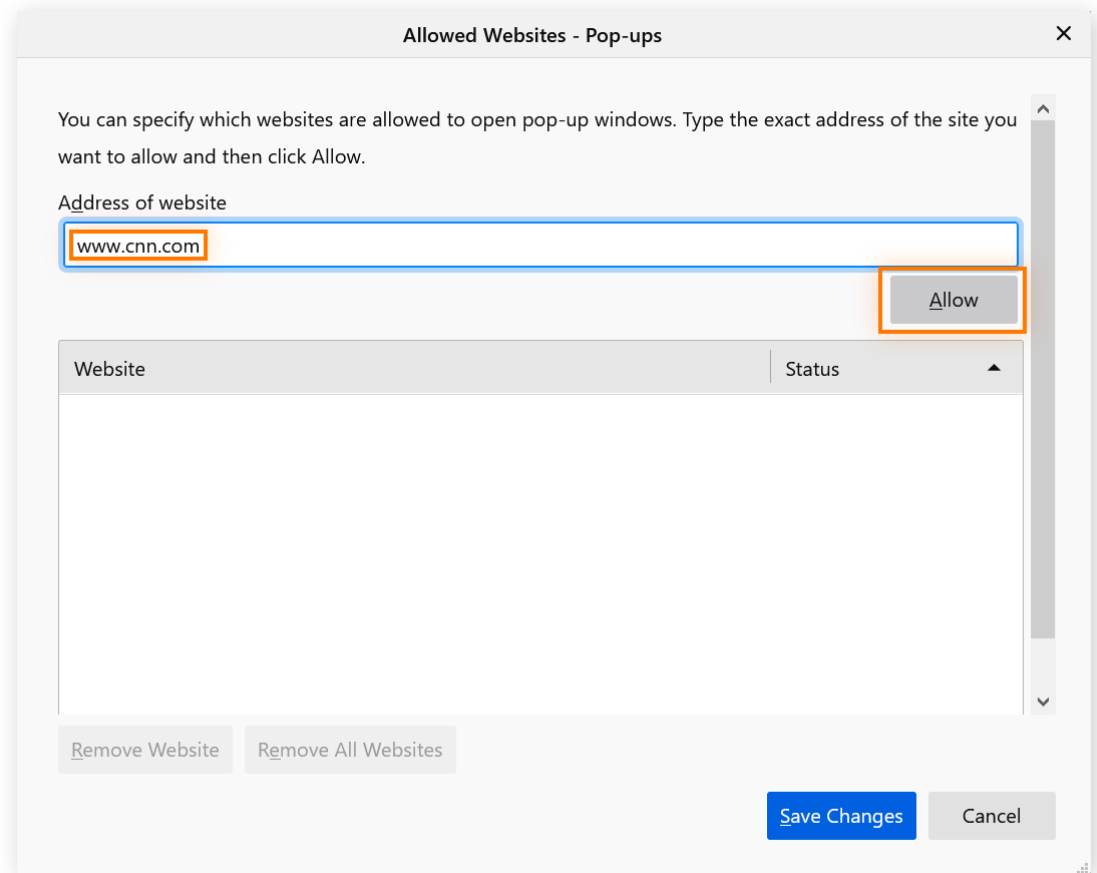 Allowed Websites - Pop-ups
You can specify which websites are allowed to open pop-up windows. Type the exact address of the site you
want to allow and then click Allow.
Address of website
www.cnn.com
Allow
Website Status
Remove Website Remove All Websites
Save Changes Cancel